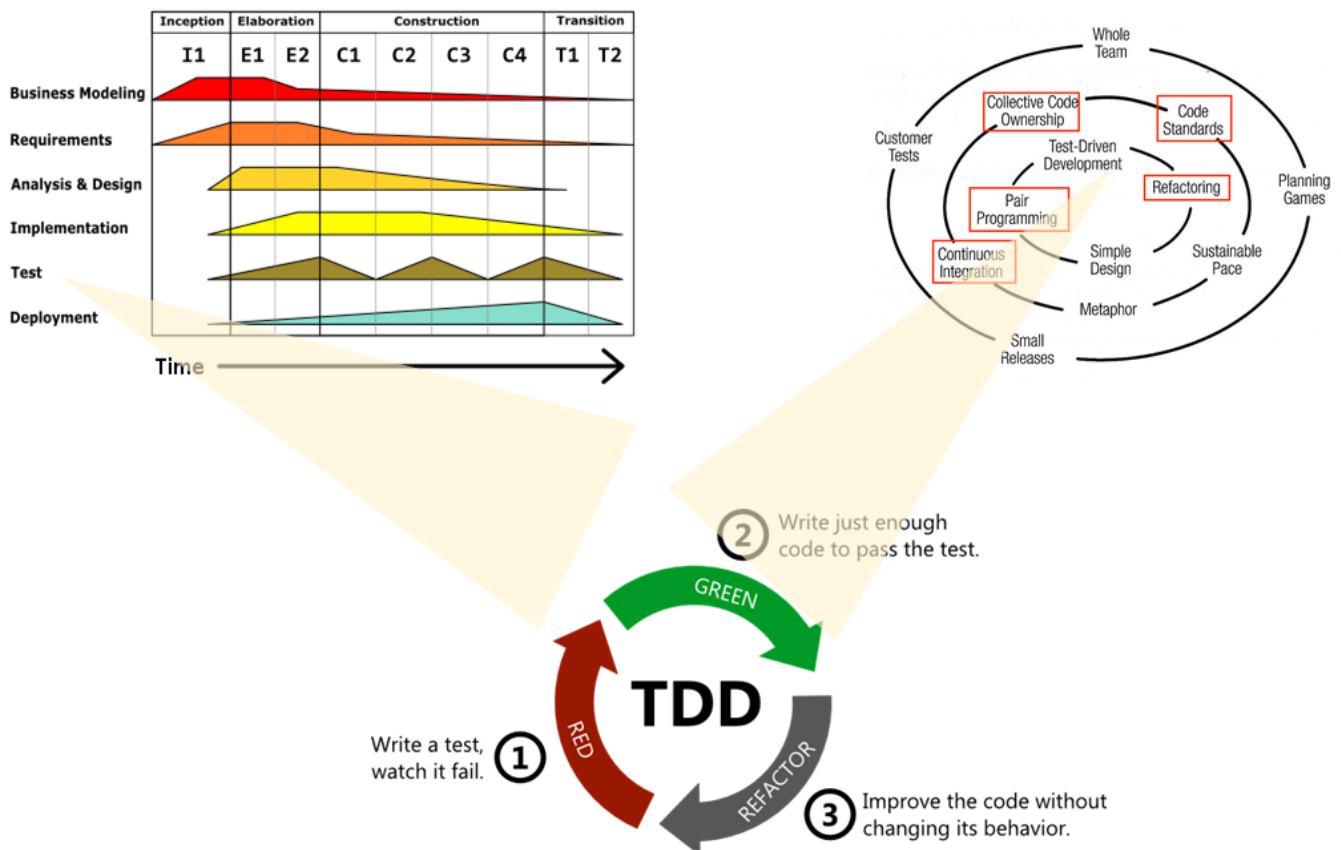 Inception Elaboration Construction Transition
I1 E1 E2 C1 C2 C3 C4 T1 T2
Business Modeling
Requirements
Analysis & Design
Implementation
Test
Deployment
Time
Whole
Team
Collective Code
Ownership
Code
Standards
Customer
Tests
Test-Driven
Development
Planning
Games
Refactoring
Pair
Programming
Continuous
Integration
Simple
Design
Sustainable
Pace
Metaphor
Small
Releases
2
Write just enough
code to pass the test.
GREEN
TDD
RED
REFACTOR
1
Write a test,
watch it fail.
3
Improve the code without
changing its behavior.